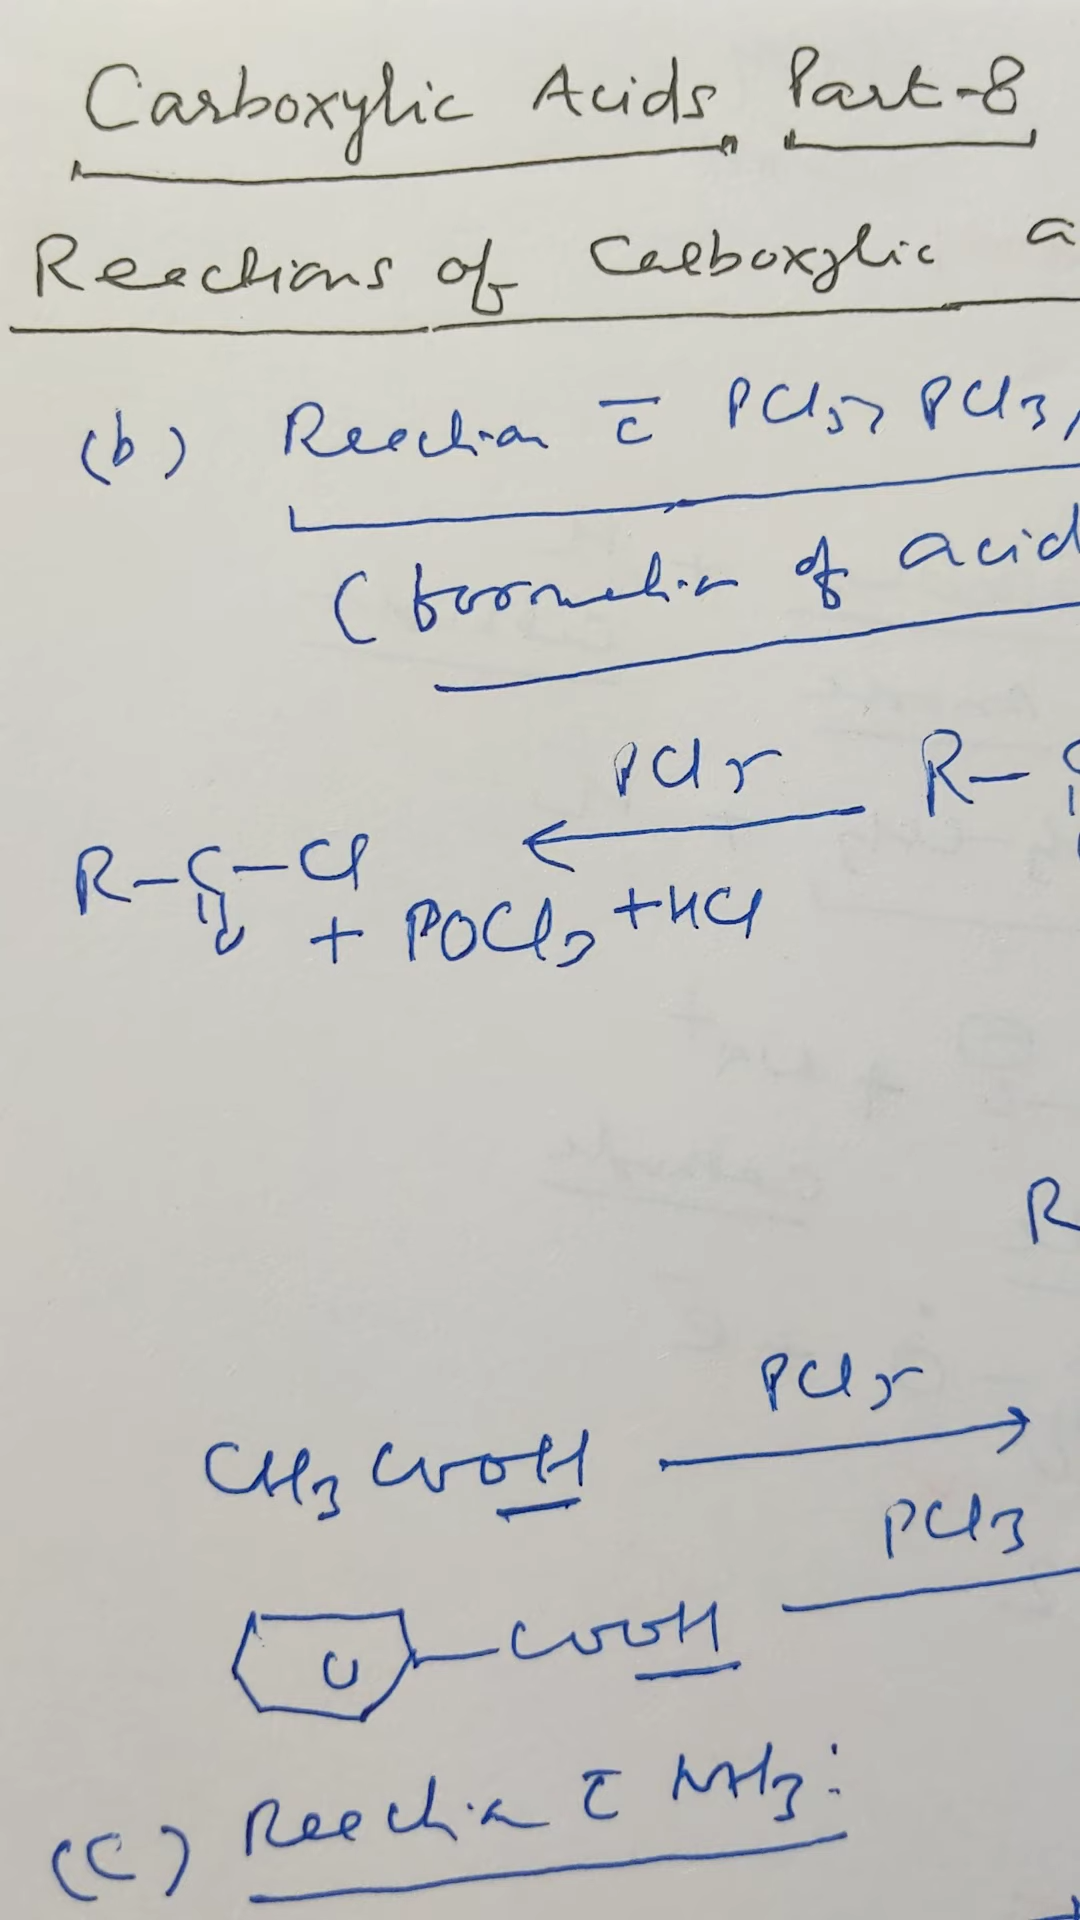 Carboxylic Acids Part-8
Reactions of Carboxylic a
(b) Reaction c̄ PCl5, PCl3,
(formation of acid
PCl5 R-C
R-C-Cl
||
O + POCl3 + HCl
R
PCl5
CH3COOH
PCl3
-COOH
(c) Reaction c̄ NH3: